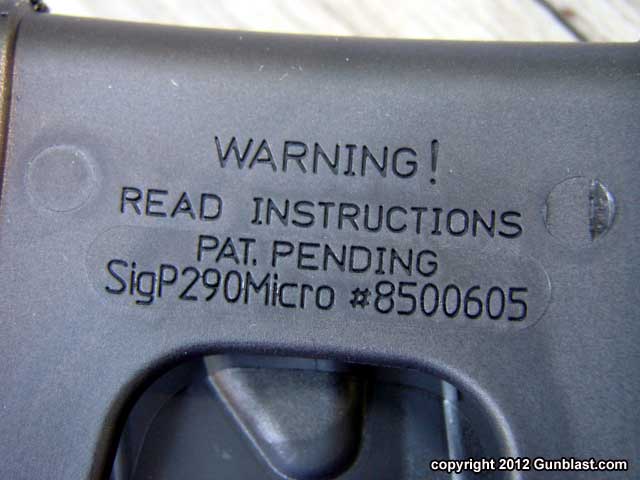 WARNING!
READ INSTRUCTIONS
PAT. PENDING
SigP290Micro #8500605
copyright 2012 Gunblast.com